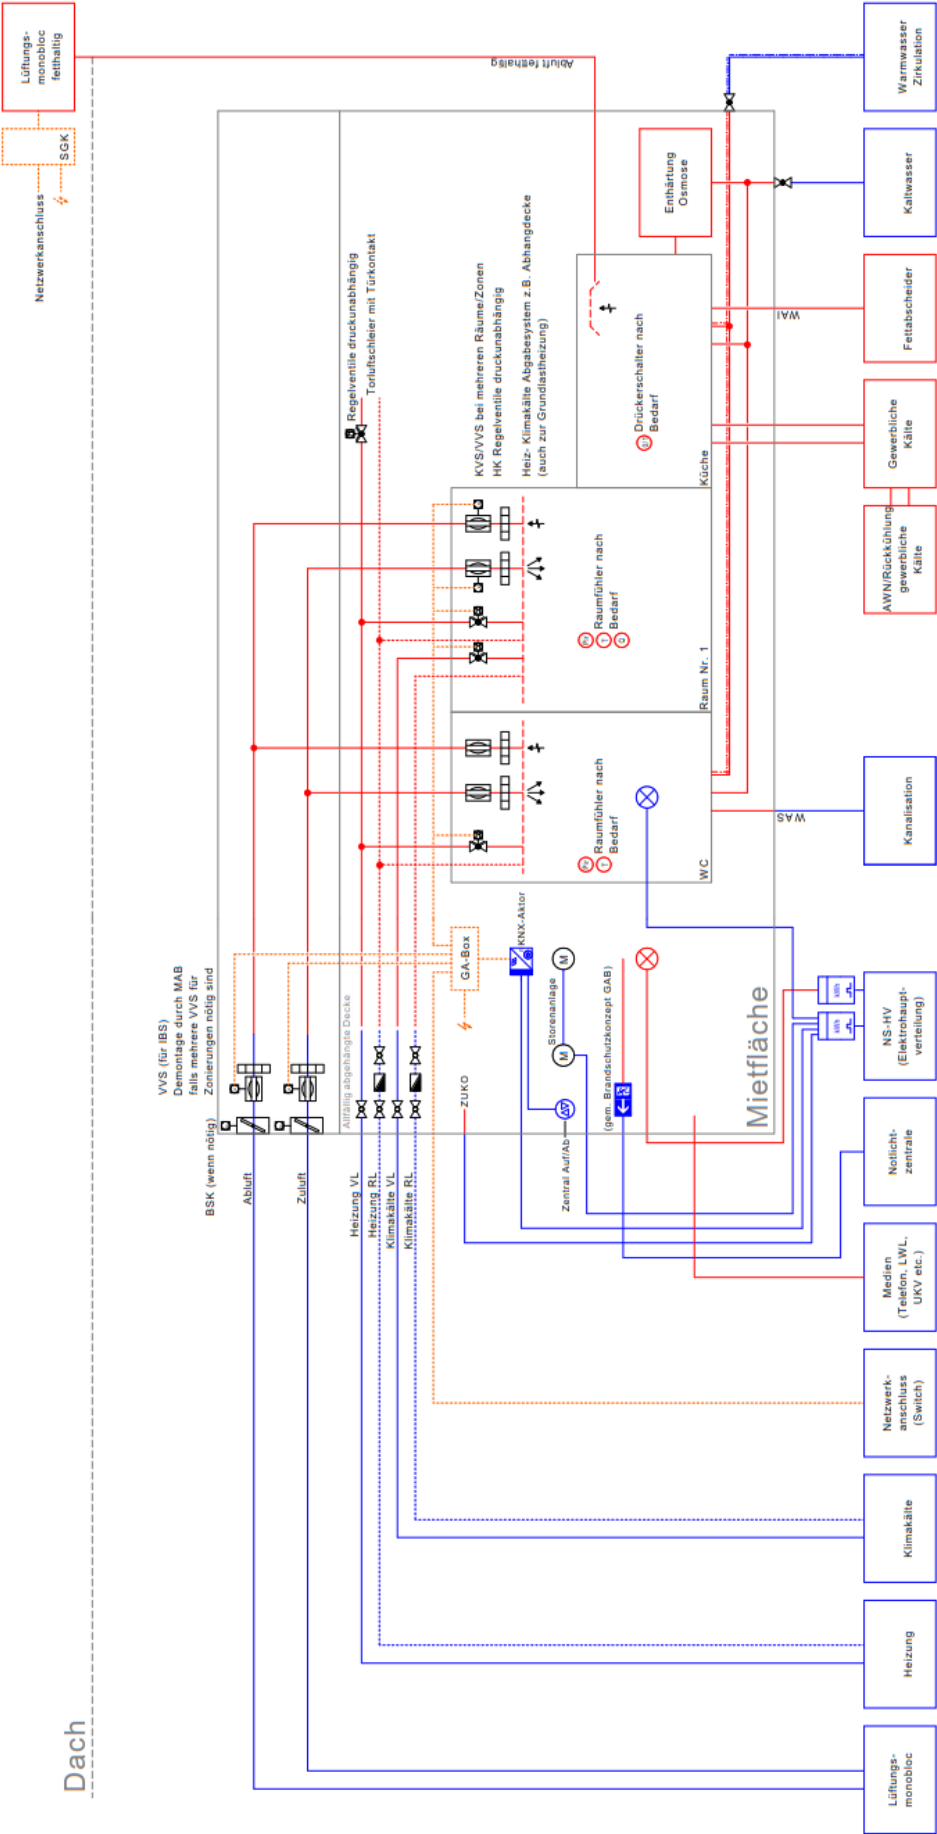 Dach
Lüftungs-
monobloc
fetthaltig
SGK
Netzwerkanschluss
Abluft fetthaltig
VVS (für IBS)
Demontage durch MAB
falls mehrere VVS für
Zonierungen nötig sind
BSK (wenn nötig)
Abluft
Zuluft
Allfällig abgehängte Decke
Heizung VL
Heizung RL
Klimakälte VL
Klimakälte RL
Regelventile druckunabhängig
Torluftschleier mit Türkontakt
KVS/VVS bei mehreren Räume/Zonen
HK Regelventile druckunabhängig
Heiz- Klimakälte Abgabesystem z.B. Abhangdecke
(auch zur Grundlastheizung)
ZUKO
GA-Box
KNX-Aktor
Zentral Auf/Ab
Storenanlage
M
M
(gem. Brandschutzkonzept GAB)
Mietfläche
Raumfühler nach
Bedarf
T
WC
Raumfühler nach
Bedarf
T
Raum Nr. 1
Drückerschalter nach
Bedarf
Küche
Enthärtung
Osmose
WAS
WAI
kWh
kWh
Lüftungs-
monobloc
Heizung
Klimakälte
Netzwerk-
anschluss
(Switch)
Medien
(Telefon, LWL,
UKV etc.)
Notlicht-
zentrale
NS-HV
(Elektrohaupt-
verteilung)
Kanalisation
AWN/Rückkühlung
gewerbliche
Kälte
Gewerbliche
Kälte
Fettabscheider
Kaltwasser
Warmwasser
Zirkulation